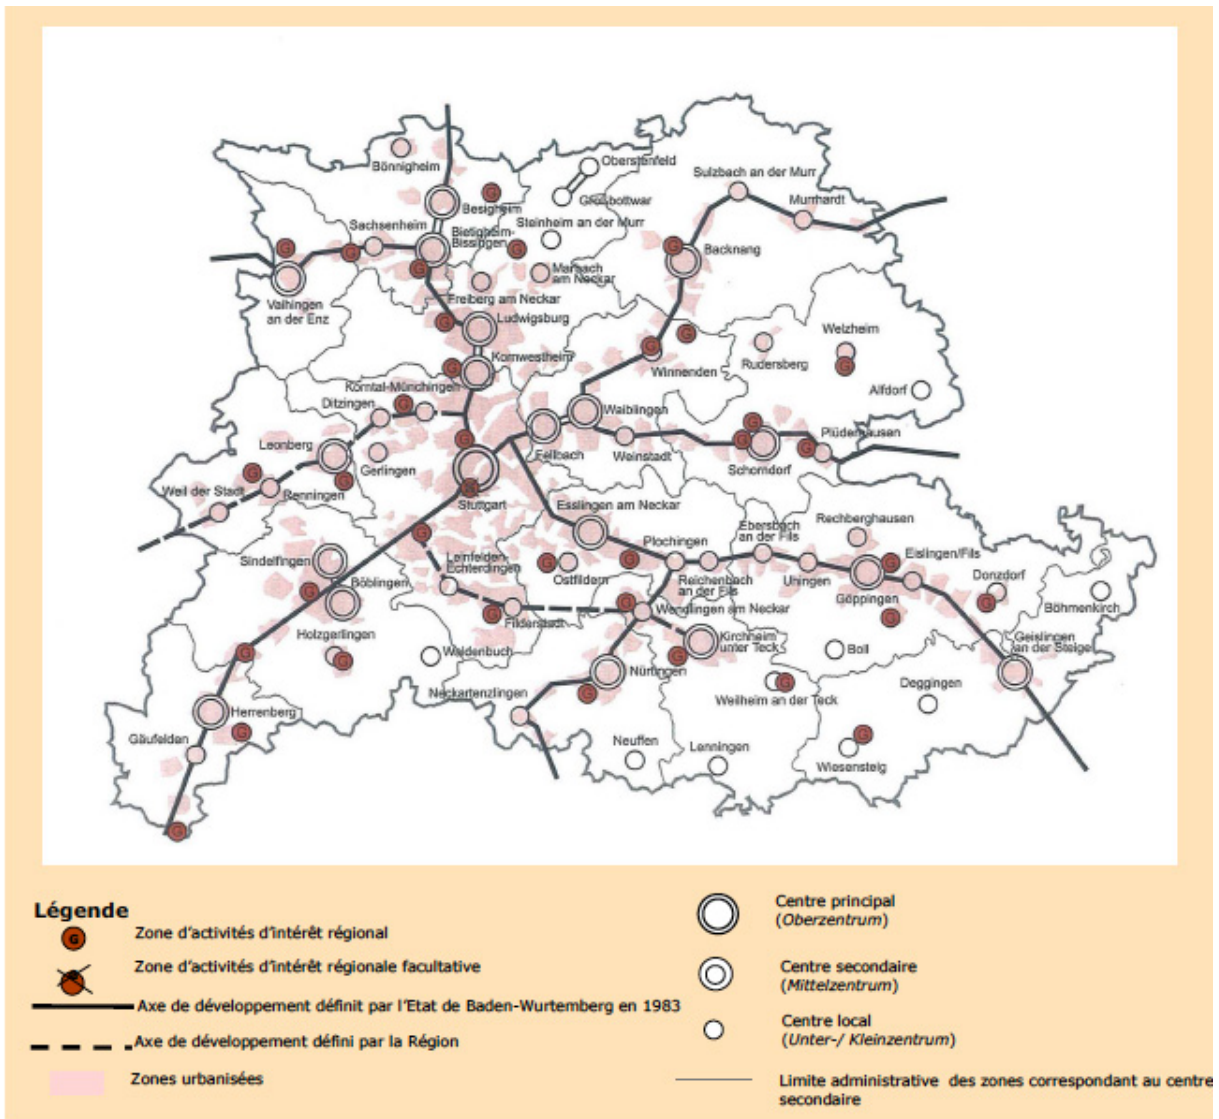 Oberstenfeld
Bönnigheim
Sulzbach an der Murr
Großbottwar
Murrhardt
Besigheim
Steinheim an der Murr
Sachsenheim
Bietigheim-
Bissingen
Backnang
Marbach
am Neckar
Freiberg am Neckar
Vaihingen
an der Enz
Ludwigsburg
Welzheim
Kornwestheim
Winnenden
Rudersberg
Korntal-Münchingen
Alfdorf
Ditzingen
Waiblingen
Plüderhausen
Leonberg
Fellbach
Weinstadt
Gerlingen
Schorndorf
Weil der Stadt
Renningen
Stuttgart
Esslingen am Neckar
Rechberghausen
Ebersbach
an der Fils
Plochingen
Sindelfingen
Leinfelden-
Echterdingen
Eislingen/Fils
Ostfildern
Reichenbach
an der Fils
Uhingen
Donzdorf
Böblingen
Göppingen
Böhmenkirch
Filderstadt
Wendlingen am Neckar
Holzgerlingen
Kirchheim
unter Teck
Geislingen
an der Steige
Waldenbuch
Boll
Nürtingen
Neckartenzlingen
Weilheim an der Teck
Deggingen
Herrenberg
Gäufelden
Neuffen
Lenningen
Wiesensteig
Légende
G
Zone d'activités d'intérêt régional
Zone d'activités d'intérêt régionale facultative
Axe de développement définit par l'Etat de Baden-Wurtemberg en 1983
Axe de développement défini par la Région
Zones urbanisées
Centre principal
(Oberzentrum)
Centre secondaire
(Mittelzentrum)
Centre local
(Unter-/ Kleinzentrum)
Limite administrative des zones correspondant au centre
secondaire